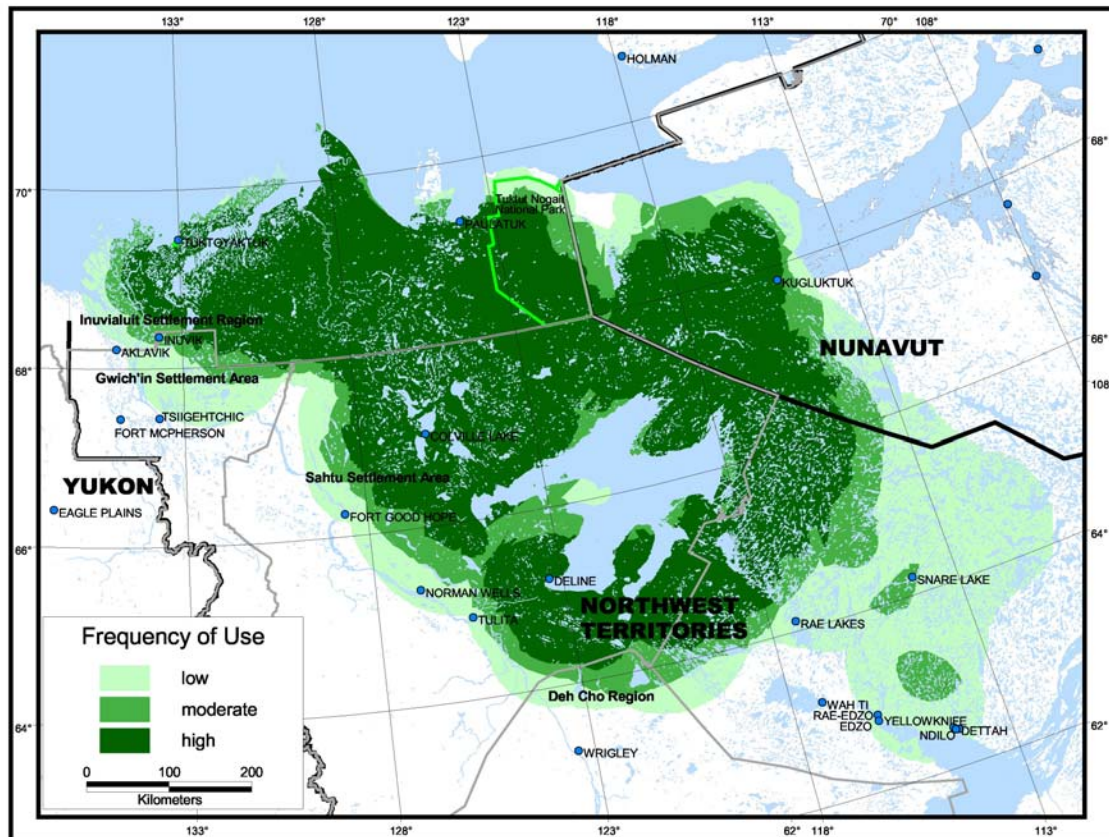 133°
128°
123°
118°
113°
70°
108°
HOLMAN
68°
70°
Tuktut Nogait
National Park
PAULATUK
TUKTOYAKTUK
KUGLUKTUK
Inuvialuit Settlement Region
INUVIK
AKLAVIK
NUNAVUT
66°
68°
Gwich'in Settlement Area
108°
TSIIGEHTCHIC
FORT MCPHERSON
COLVILLE LAKE
Sahtu Settlement Area
YUKON
EAGLE PLAINS
FORT GOOD HOPE
66°
64°
DELINE
SNARE LAKE
NORMAN WELLS
NORTHWEST
TERRITORIES
TULITA
RAE LAKES
Frequency of Use
low
moderate
high
0 100 200
Kilometers
Deh Cho Region
WAH TI
RAE-EDZO
EDZO
YELLOWKNIFE
NDILO
DETTAH
64°
62°
WRIGLEY
133°
128°
123°
62°
118°
113°